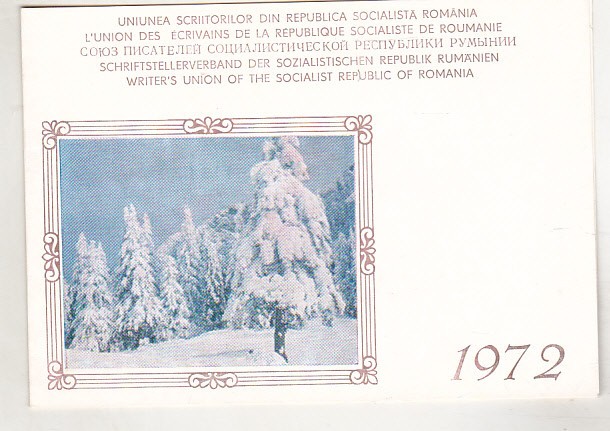 UNIUNEA SCRIITORILOR DIN REPUBLICA SOCIALISTĂ ROMÂNIA
L'UNION DES ÉCRIVAINS DE LA RÉPUBLIQUE SOCIALISTE DE ROUMANIE
СОЮЗ ПИСАТЕЛЕЙ СОЦИАЛИСТИЧЕСКОЙ РЕСПУБЛИКИ РУМЫНИИ
SCHRIFTSTELLERVERBAND DER SOZIALISTISCHEN REPUBLIK RUMÄNIEN
WRITER'S UNION OF THE SOCIALIST REPUBLIC OF ROMANIA
1972